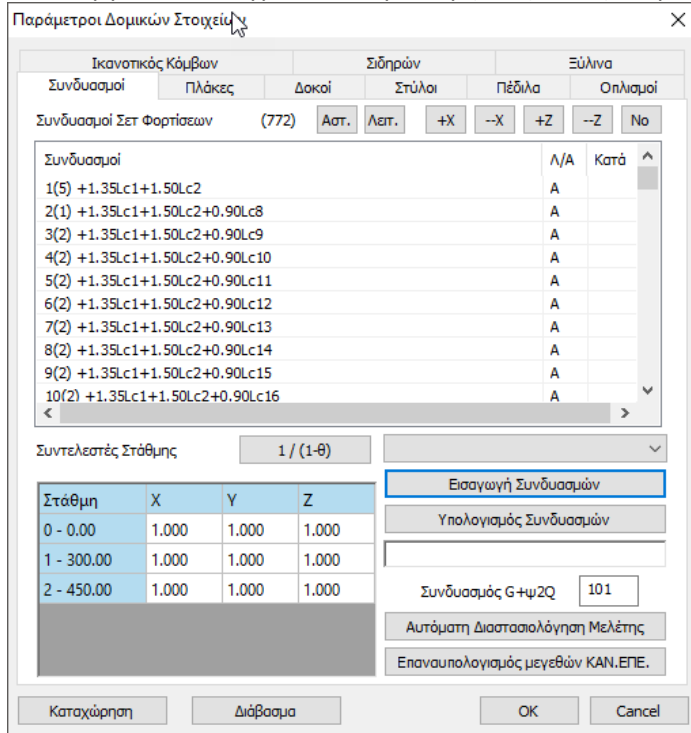 Παράμετροι Δομικών Στοιχείων
Ικανοτικός Κόμβων Σιδηρών Ξύλινα
Συνδυασμοί Πλάκες Δοκοί Στύλοι Πέδιλα Οπλισμοί
Συνδυασμοί Σετ Φορτίσεων (772) Αστ. Λειτ. +X --X +Z --Z No
Συνδυασμοί Λ/Α Κατά
1(5) +1.35Lc1+1.50Lc2 Α
2(1) +1.35Lc1+1.50Lc2+0.90Lc8 Α
3(2) +1.35Lc1+1.50Lc2+0.90Lc9 Α
4(2) +1.35Lc1+1.50Lc2+0.90Lc10 Α
5(2) +1.35Lc1+1.50Lc2+0.90Lc11 Α
6(2) +1.35Lc1+1.50Lc2+0.90Lc12 Α
7(2) +1.35Lc1+1.50Lc2+0.90Lc13 Α
8(2) +1.35Lc1+1.50Lc2+0.90Lc14 Α
9(2) +1.35Lc1+1.50Lc2+0.90Lc15 Α
10(2) +1.35Lc1+1.50Lc2+0.90Lc16 Α
Συντελεστές Στάθμης 1 / (1-θ)
Στάθμη X Y Z
0 - 0.00 1.000 1.000 1.000
1 - 300.00 1.000 1.000 1.000
2 - 450.00 1.000 1.000 1.000
Εισαγωγή Συνδυασμών
Υπολογισμός Συνδυασμών
Συνδυασμός G+ψ2Q 101
Αυτόματη Διαστασιολόγηση Μελέτης
Επαναυπολογισμός μεγεθών ΚΑΝ.ΕΠΕ.
Καταχώρηση Διάβασμα OK Cancel